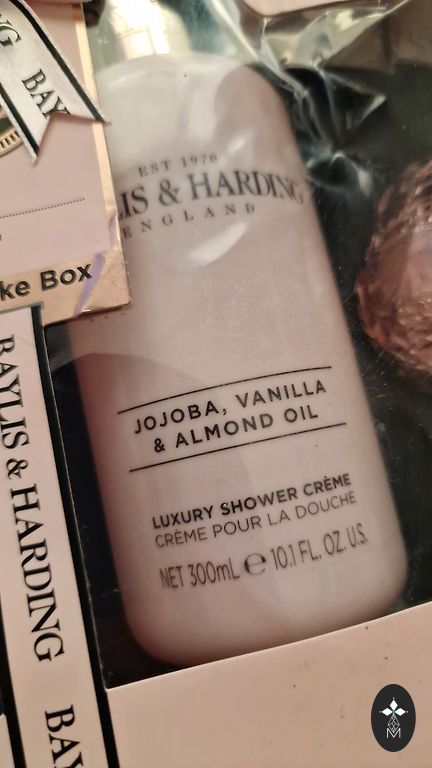 BAY
EST 1970
LIS & HARDING
ENGLAND
ke Box
BAYLIS & HARDING
BAY
JOJOBA, VANILLA
& ALMOND OIL
LUXURY SHOWER CRÈME
CRÈME POUR LA DOUCHE
NET 300mL ℮ 10.1 FL. OZ. U.S.
M